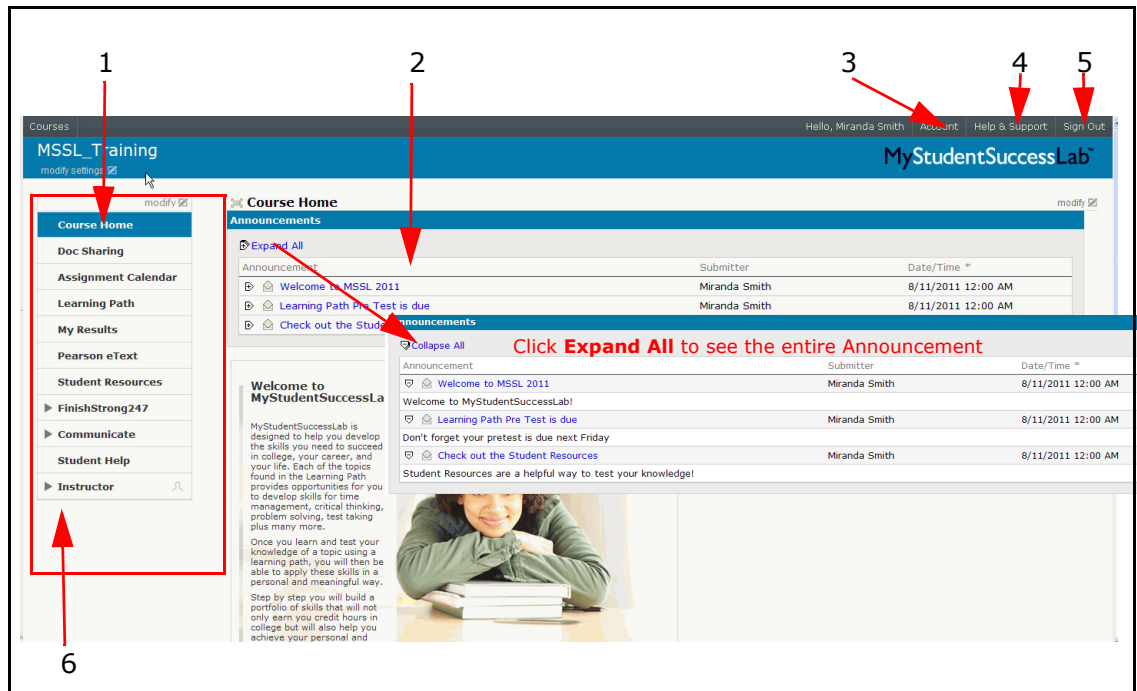 1 2 3 4 5
Courses Hello, Miranda Smith Account Help & Support Sign Out
MSSL_Training
modify settings
MyStudentSuccessLab™
modify
Course Home
Doc Sharing
Assignment Calendar
Learning Path
My Results
Pearson eText
Student Resources
FinishStrong247
Communicate
Student Help
Instructor
6
Course Home modify
Announcements
Expand All
Announcement Submitter Date/Time
Welcome to MSSL 2011 Miranda Smith 8/11/2011 12:00 AM
Learning Path Pre Test is due Miranda Smith 8/11/2011 12:00 AM
Check out the Stude
nnouncements
Collapse All
Click Expand All to see the entire Announcement
Announcement Submitter Date/Time
Welcome to MSSL 2011 Miranda Smith 8/11/2011 12:00 AM
Welcome to MyStudentSuccessLab!
Learning Path Pre Test is due Miranda Smith 8/11/2011 12:00 AM
Don't forget your pretest is due next Friday
Check out the Student Resources Miranda Smith 8/11/2011 12:00 AM
Student Resources are a helpful way to test your knowledge!
Welcome to
MyStudentSuccessLa
MyStudentSuccessLab is
designed to help you develop
the skills you need to succeed
in college, your career, and
your life. Each of the topics
found in the Learning Path
provides opportunities for you
to develop skills for time
management, critical thinking,
problem solving, test taking
plus many more.
Once you learn and test your
knowledge of a topic using a
learning path, you will then be
able to apply these skills in a
personal and meaningful way.
Step by step you will build a
portfolio of skills that will not
only earn you credit hours in
college but will also help you
achieve your personal and